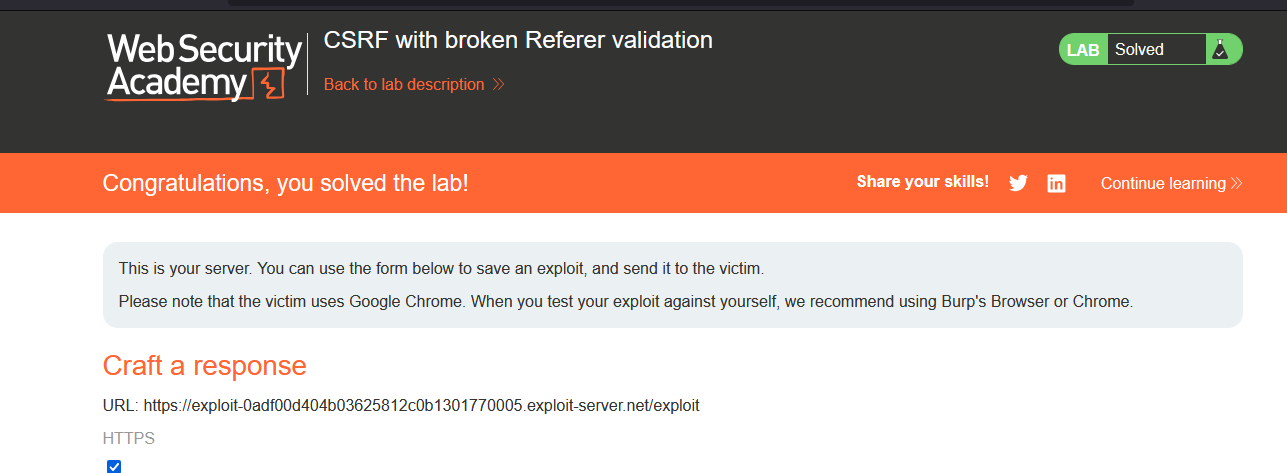 Web Security
Academy
CSRF with broken Referer validation
Back to lab description
LAB Solved
Congratulations, you solved the lab!
Share your skills!
Continue learning
This is your server. You can use the form below to save an exploit, and send it to the victim.
Please note that the victim uses Google Chrome. When you test your exploit against yourself, we recommend using Burp's Browser or Chrome.
Craft a response
URL: https://exploit-0adf00d404b03625812c0b1301770005.exploit-server.net/exploit
HTTPS